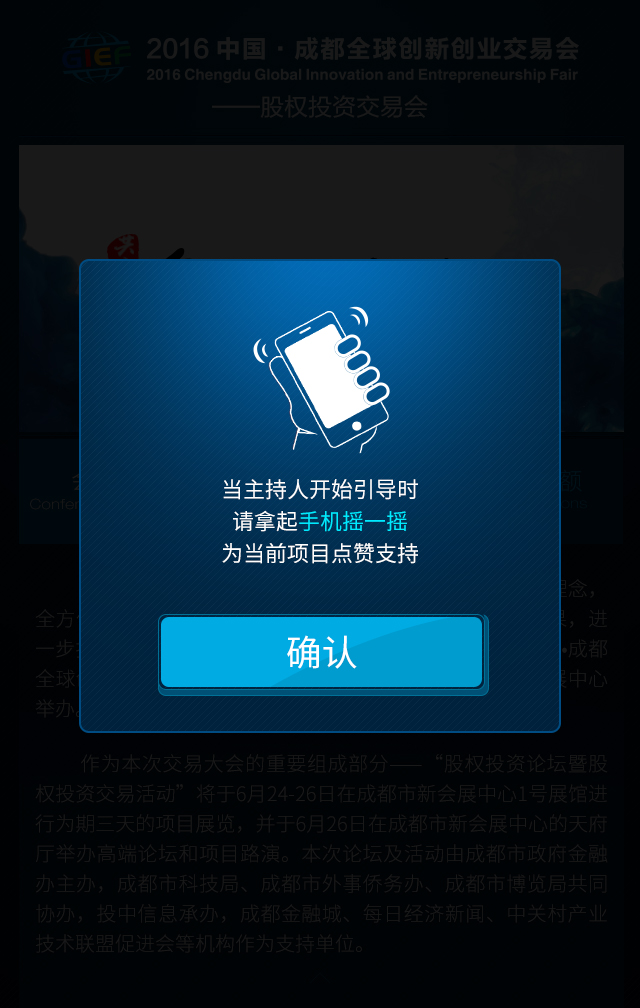 GIEF
2016 中国·成都全球创新创业交易会
2016 Chengdu Global Innovation and Entrepreneurship Fair
——股权投资交易会
当主持人开始引导时
请拿起手机摇一摇
为当前项目点赞支持
确认
全方
进
一步
•成都
全球
展中心
举办
作为本次交易大会的重要组成部分——“股权投资论坛暨股
权投资交易活动”将于6月24-26日在成都市新会展中心1号展馆进
行为期三天的项目展览，并于6月26日在成都市新会展中心的天府
厅举办高端论坛和项目路演。本次论坛及活动由成都市政府金融
办主办，成都市科技局、成都市外事侨务办、成都市博览局共同
协办，投中信息承办，成都金融城、每日经济新闻、中关村产业
技术联盟促进会等机构作为支持单位。